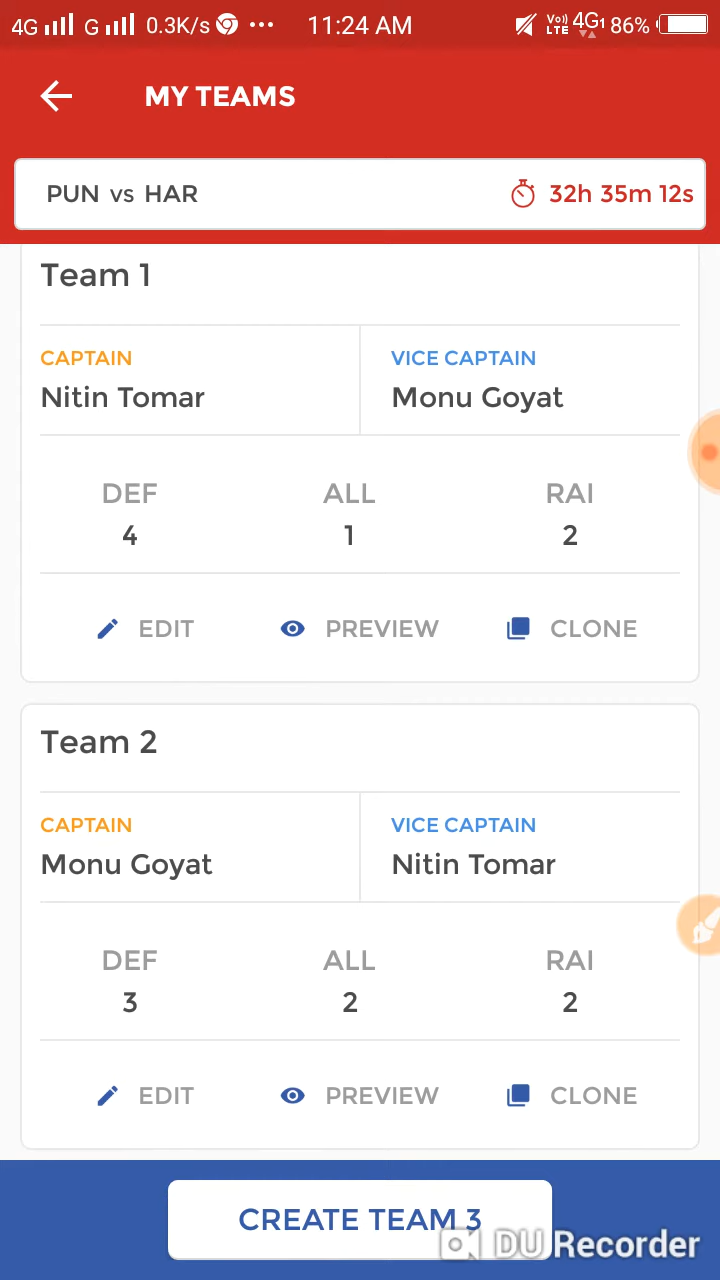 4G G 0.3K/s ... 11:24 AM VoLTE 4G1 86%
MY TEAMS
PUN vs HAR 32h 35m 12s
Team 1
CAPTAIN VICE CAPTAIN
Nitin Tomar Monu Goyat
DEF ALL RAI
4 1 2
EDIT PREVIEW CLONE
Team 2
CAPTAIN VICE CAPTAIN
Monu Goyat Nitin Tomar
DEF ALL RAI
3 2 2
EDIT PREVIEW CLONE
CREATE TEAM 3
DU Recorder